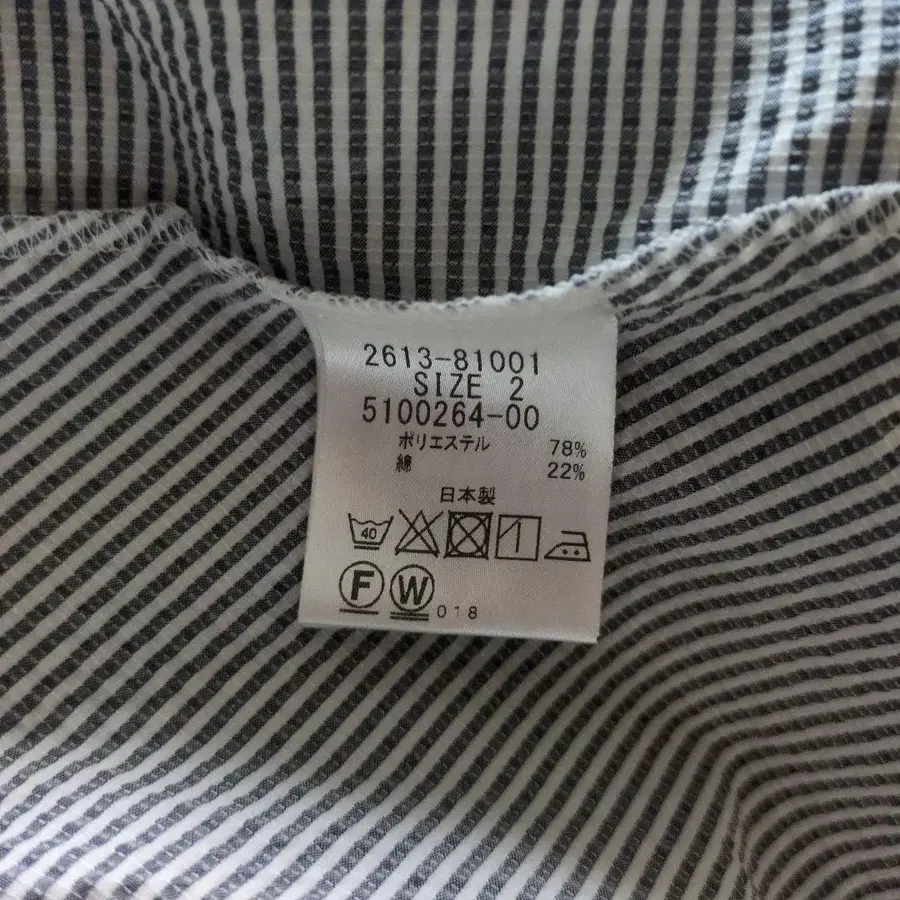 2613-81001
SIZE 2
5100264-00
ポリエステル 78%
綿 22%
日本製
40
F W 018